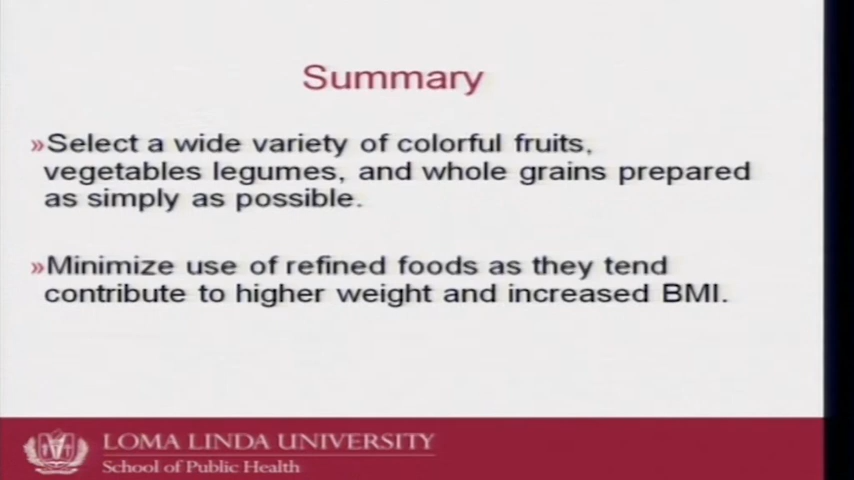 Summary
»Select a wide variety of colorful fruits,
vegetables legumes, and whole grains prepared
as simply as possible.
»Minimize use of refined foods as they tend
contribute to higher weight and increased BMI.
LOMA LINDA UNIVERSITY
School of Public Health